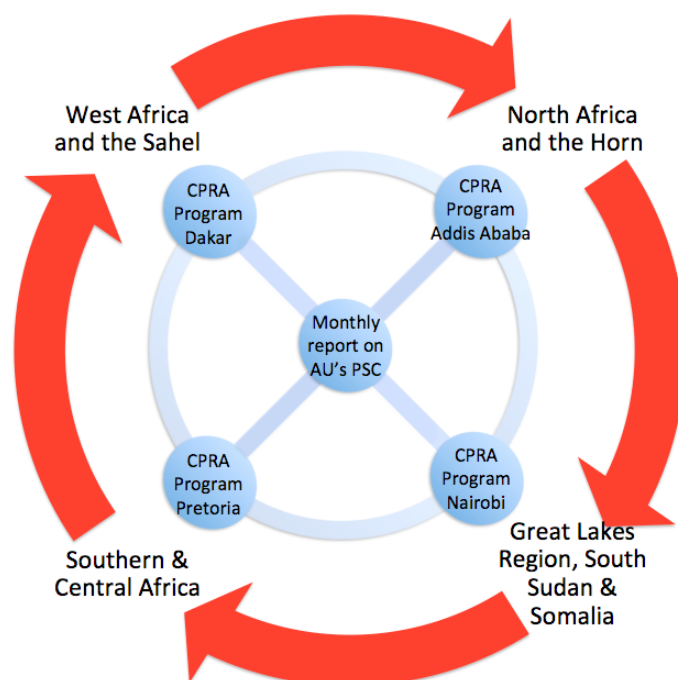 West Africa
and the Sahel
North Africa
and the Horn
CPRA
Program
Dakar
CPRA
Program
Addis Ababa
Monthly
report on
AU's PSC
CPRA
Program
Pretoria
CPRA
Program
Nairobi
Southern &
Central Africa
Great Lakes
Region, South
Sudan &
Somalia